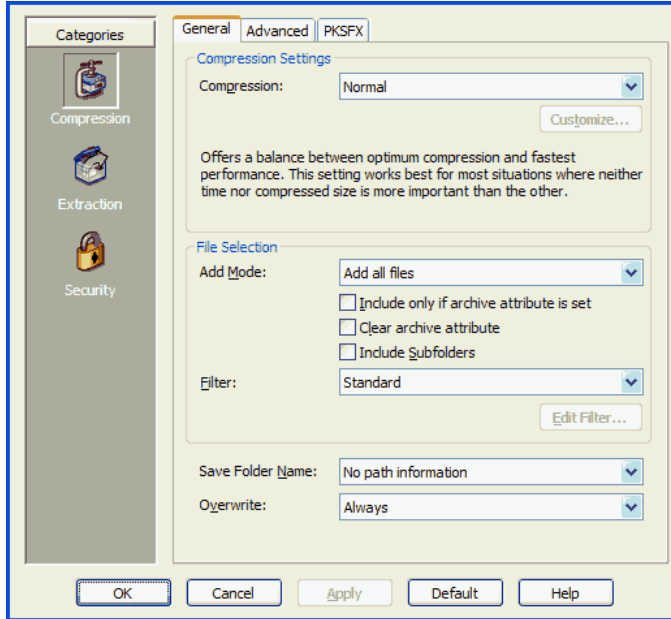 Categories
Compression
Extraction
Security
General Advanced PKSFX
Compression Settings
Compression: Normal
Customize...
Offers a balance between optimum compression and fastest
performance. This setting works best for most situations where neither
time nor compressed size is more important than the other.
File Selection
Add Mode: Add all files
Include only if archive attribute is set
Clear archive attribute
Include Subfolders
Filter: Standard
Edit Filter...
Save Folder Name: No path information
Overwrite: Always
OK Cancel Apply Default Help